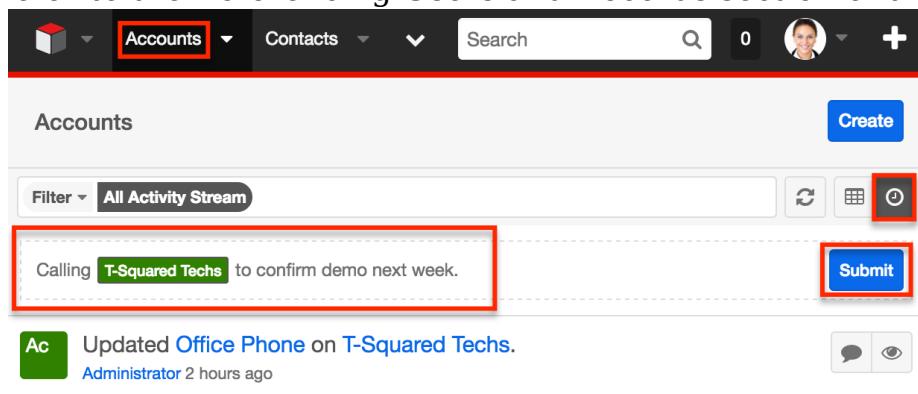 Accounts Contacts Search 0
Accounts Create
Filter All Activity Stream
Calling T-Squared Techs to confirm demo next week. Submit
Ac Updated Office Phone on T-Squared Techs.
Administrator 2 hours ago